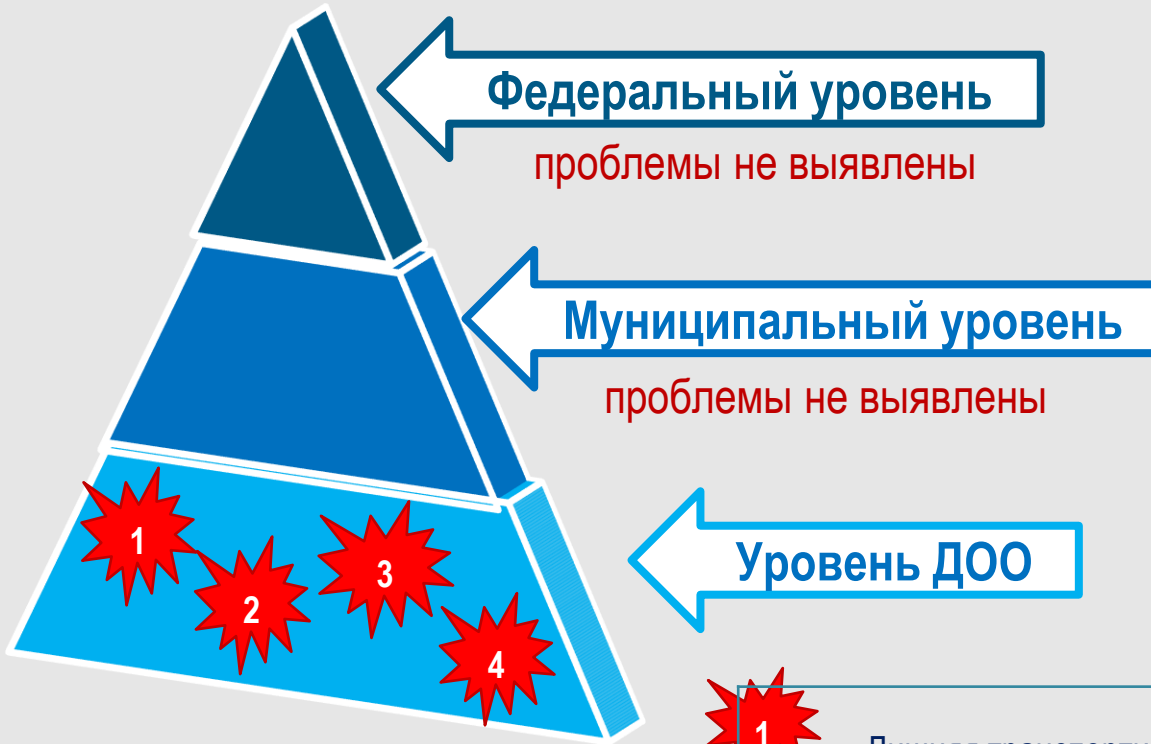 Федеральный уровень
проблемы не выявлены
Муниципальный уровень
проблемы не выявлены
1
2
3
4
Уровень ДОО
1